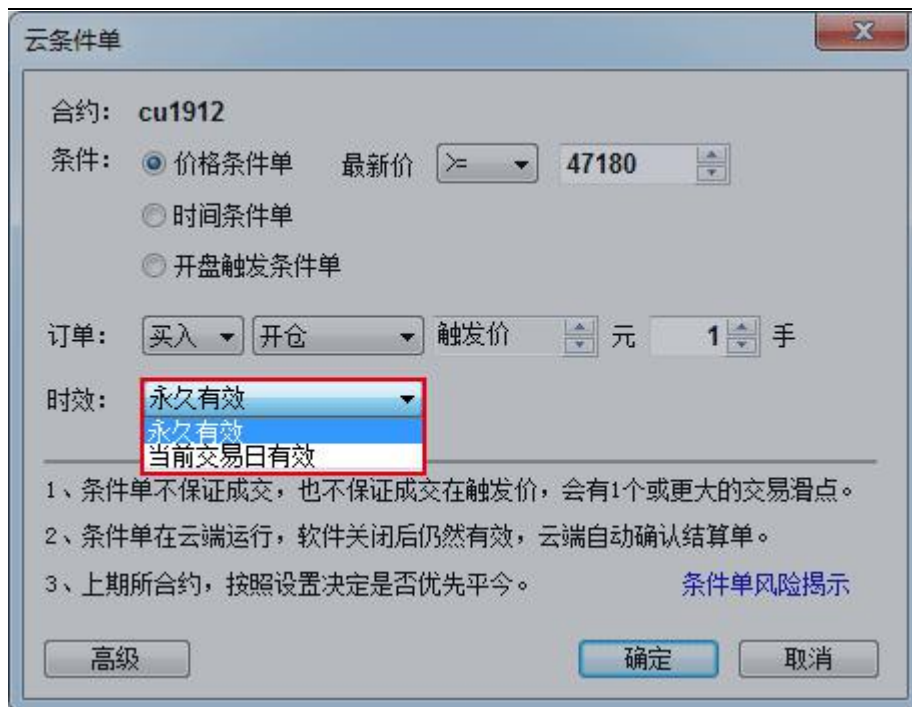 云条件单
合约： cu1912
条件： 价格条件单 最新价 >= 47180
时间条件单
开盘触发条件单
订单： 买入 开仓 触发价 元 1 手
时效： 永久有效
永久有效
当前交易日有效
1、条件单不保证成交，也不保证成交在触发价，会有1个或更大的交易滑点。
2、条件单在云端运行，软件关闭后仍然有效，云端自动确认结算单。
3、上期所合约，按照设置决定是否优先平今。 条件单风险揭示
高级 确定 取消